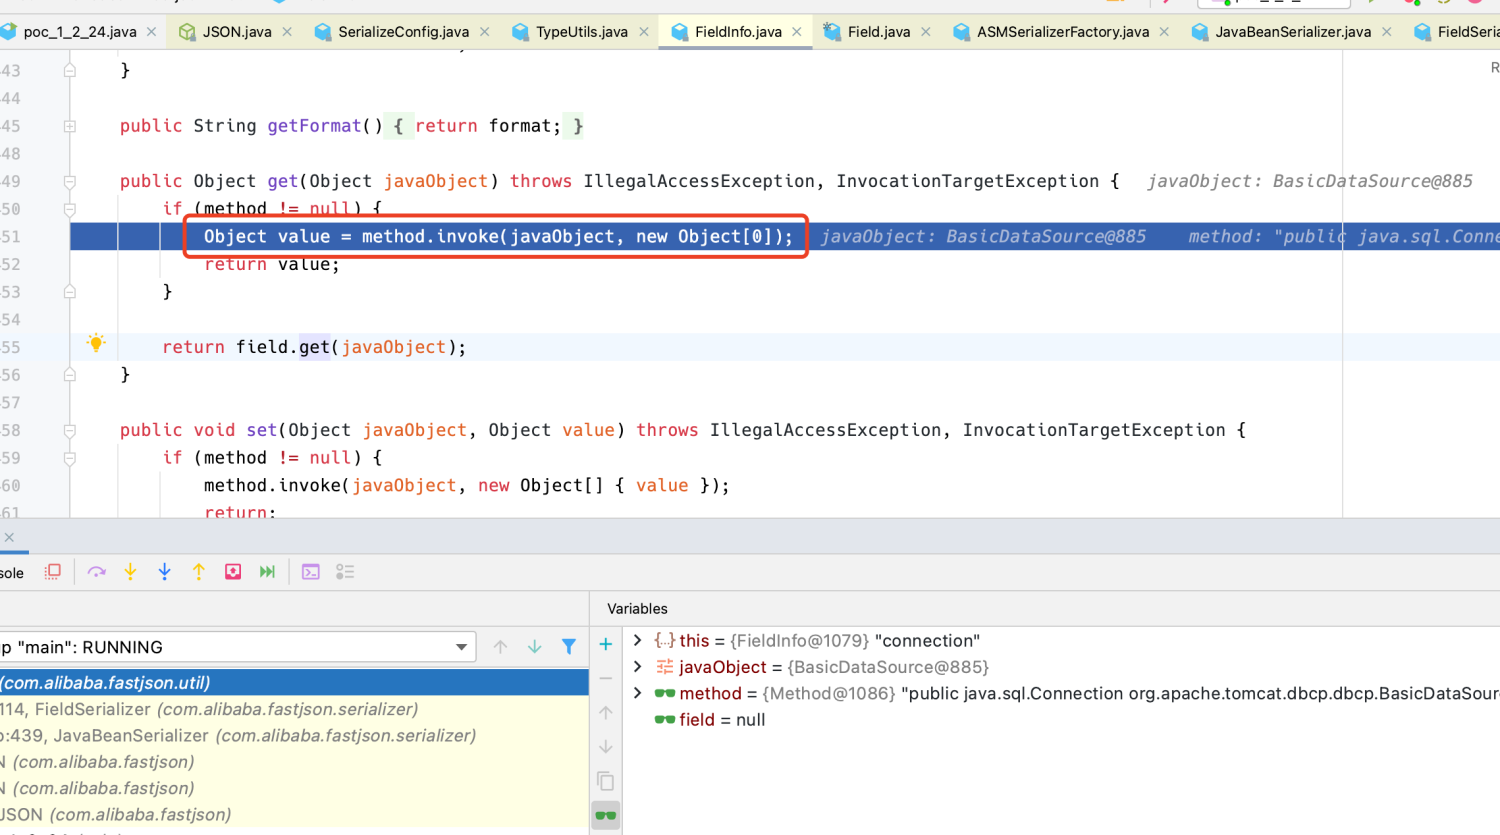 poc_1_2_24.java × JSON.java × SerializeConfig.java × TypeUtils.java × FieldInfo.java × Field.java × ASMSerializerFactory.java × JavaBeanSerializer.java × FieldSeria
43 }
44
45 public String getFormat() { return format; }
48
49 public Object get(Object javaObject) throws IllegalAccessException, InvocationTargetException { javaObject: BasicDataSource@885
50 if (method != null) {
51 Object value = method.invoke(javaObject, new Object[0]); javaObject: BasicDataSource@885 method: "public java.sql.Conne
52 return value;
53 }
54
55 return field.get(javaObject);
56 }
57
58 public void set(Object javaObject, Object value) throws IllegalAccessException, InvocationTargetException {
59 if (method != null) {
60 method.invoke(javaObject, new Object[] { value });
61 return;
sole
Variables
p "main": RUNNING
(com.alibaba.fastjson.util)
114, FieldSerializer (com.alibaba.fastjson.serializer)
:439, JavaBeanSerializer (com.alibaba.fastjson.serializer)
N (com.alibaba.fastjson)
N (com.alibaba.fastjson)
JSON (com.alibaba.fastjson)
this = {FieldInfo@1079} "connection"
javaObject = {BasicDataSource@885}
method = {Method@1086} "public java.sql.Connection org.apache.tomcat.dbcp.dbcp.BasicDataSour
field = null